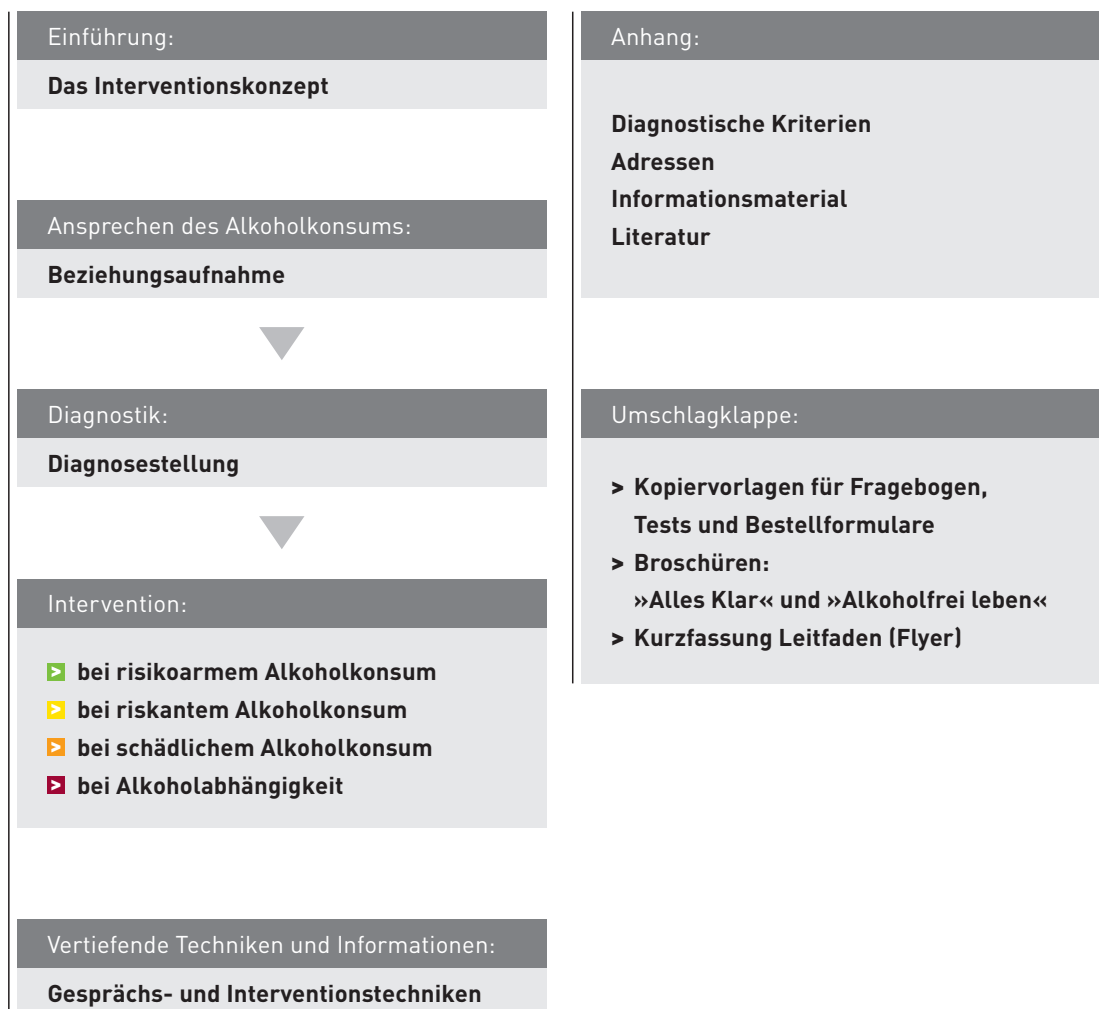 Einführung:
Das Interventionskonzept
Ansprechen des Alkoholkonsums:
Beziehungsaufnahme
Diagnostik:
Diagnosestellung
Intervention:
> bei risikoarmem Alkoholkonsum
> bei riskantem Alkoholkonsum
> bei schädlichem Alkoholkonsum
> bei Alkoholabhängigkeit
Vertiefende Techniken und Informationen:
Gesprächs- und Interventionstechniken
Anhang:
Diagnostische Kriterien
Adressen
Informationsmaterial
Literatur
Umschlagklappe:
> Kopiervorlagen für Fragebogen,
Tests und Bestellformulare
> Broschüren:
»Alles Klar« und »Alkoholfrei leben«
> Kurzfassung Leitfaden (Flyer)